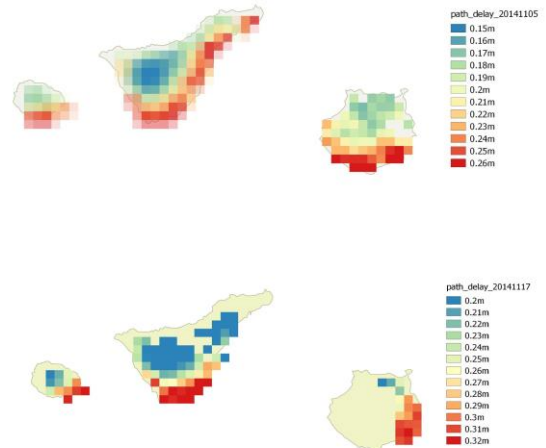 path_delay_20141105
0.15m
0.16m
0.17m
0.18m
0.19m
0.2m
0.21m
0.22m
0.23m
0.24m
0.25m
0.26m
path_delay_20141117
0.2m
0.21m
0.22m
0.23m
0.24m
0.25m
0.26m
0.27m
0.28m
0.29m
0.3m
0.31m
0.32m